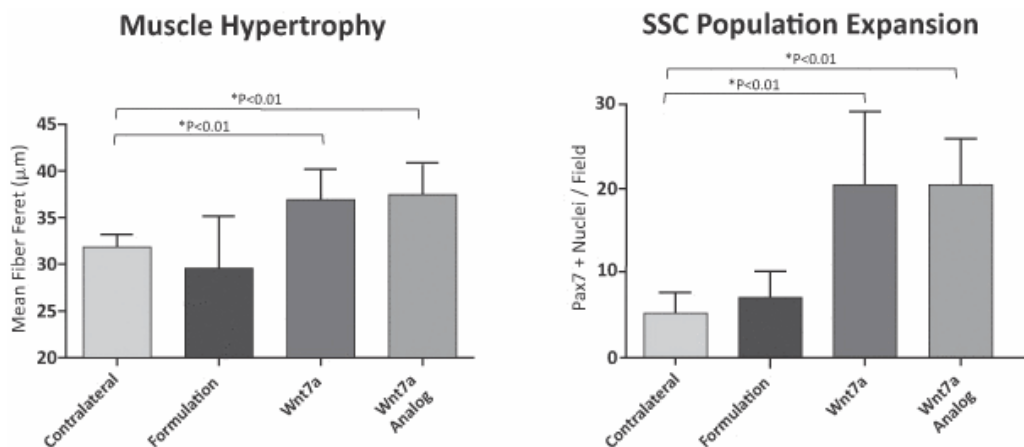 Muscle Hypertrophy
*P<0.01
*P<0.01
Mean Fiber Feret (µm)
45
40
35
30
25
20
Contralateral
Formulation
Wnt7a
Wnt7a
Analog
SSC Population Expansion
*P<0.01
*P<0.01
Pax7 + Nuclei / Field
30
20
10
0
Contralateral
Formulation
Wnt7a
Wnt7a
Analog